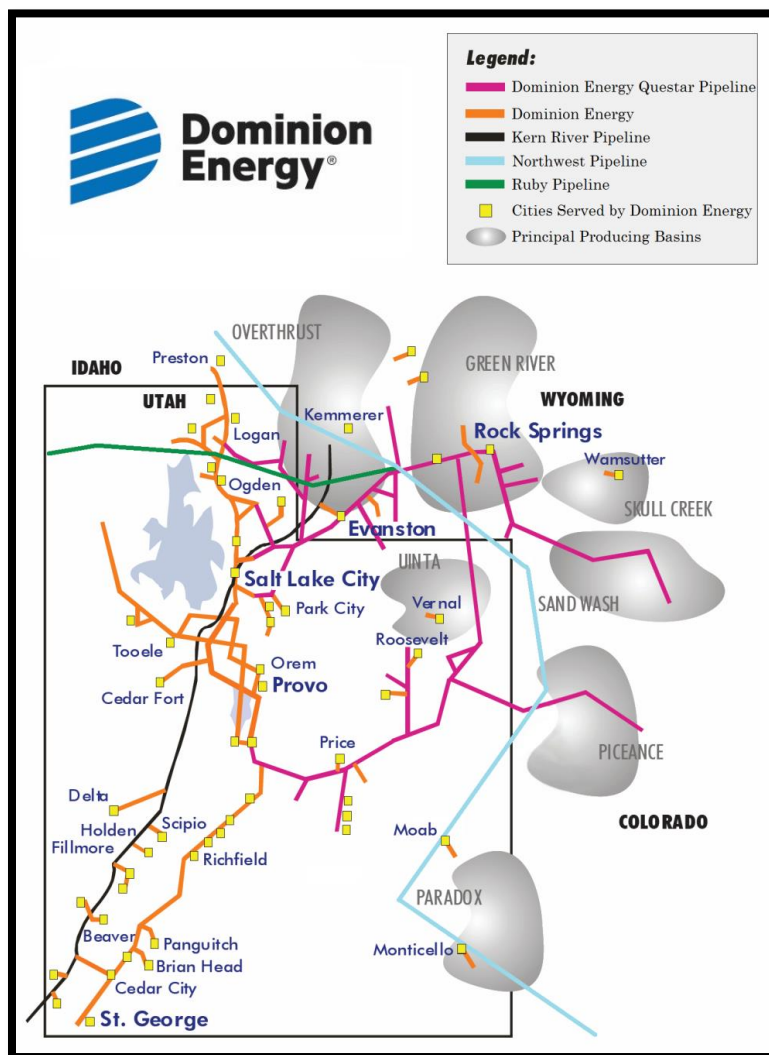 Dominion
Energy®
Legend:
Dominion Energy Questar Pipeline
Dominion Energy
Kern River Pipeline
Northwest Pipeline
Ruby Pipeline
Cities Served by Dominion Energy
Principal Producing Basins
OVERTHRUST
GREEN RIVER
IDAHO
Preston
UTAH
WYOMING
Kemmerer
Logan
Rock Springs
Wamsutter
Ogden
SKULL CREEK
Evanston
UINTA
Salt Lake City
SAND WASH
Park City
Vernal
Tooele
Roosevelt
Orem
Provo
Cedar Fort
Price
PICEANCE
Delta
Scipio
Holden
Fillmore
COLORADO
Moab
Richfield
PARADOX
Beaver
Panguitch
Monticello
Brian Head
Cedar City
St. George